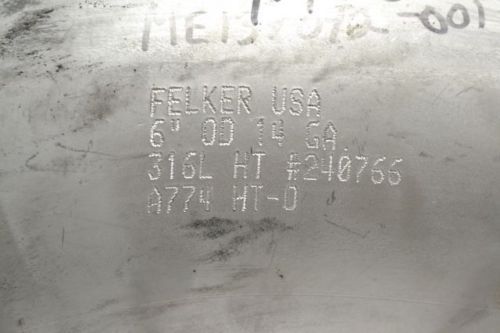 FELKER USA
6" OD 14 GA.
316L HT #240766
A774 HT-O